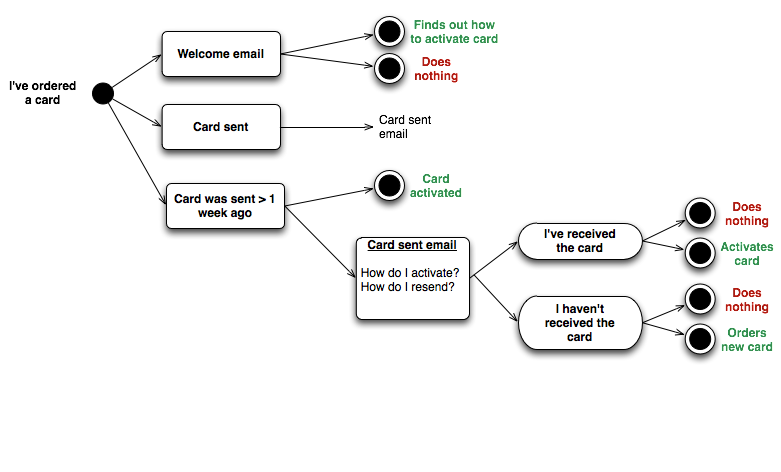 I've ordered
a card
Welcome email
Finds out how
to activate card
Does
nothing
Card sent
Card sent
email
Card was sent > 1
week ago
Card
activated
Card sent email
How do I activate?
How do I resend?
I've received
the card
Does
nothing
Activates
card
I haven't
received the
card
Does
nothing
Orders
new card